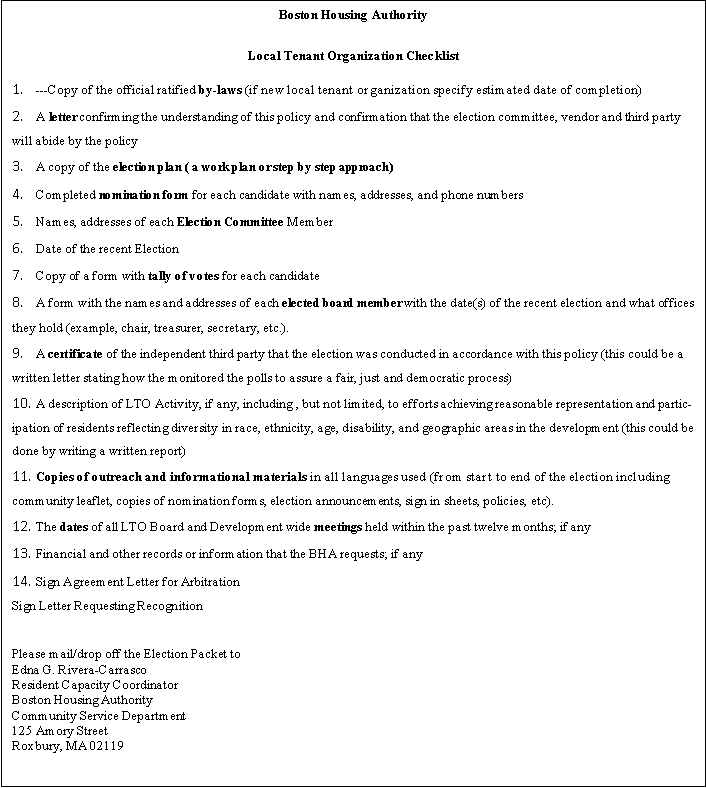 Boston Housing Authority
Local Tenant Organization Checklist
1. ---Copy of the official ratified by-laws (if new local tenant or ganization specify estimated date of completion)
2. A letter confirming the understanding of this policy and confirmation that the election committee, vendor and third party
will abide by the policy
3. A copy of the election plan ( a work plan or step by step approach)
4. Completed nomination form for each candidate with names, addresses, and phone numbers
5. Names, addresses of each Election Committee Member
6. Date of the recent Election
7. Copy of a form with tally of votes for each candidate
8. A form with the names and addresses of each elected board member with the date(s) of the recent election and what offices
they hold (example, chair, treasurer, secretary, etc.).
9. A certificate of the independent third party that the election was conducted in accordance with this policy (this could be a
written letter stating how the monitored the polls to assure a fair, just and democratic process)
10. A description of LTO Activity, if any, including , but not limited, to efforts achieving reasonable representation and partic-
ipation of residents reflecting diversity in race, ethnicity, age, disability, and geographic areas in the development (this could be
done by writing a written report)
11. Copies of outreach and informational materials in all languages used (from start to end of the election including
community leaflet, copies of nomination forms, election announcements, sign in sheets, policies, etc).
12. The dates of all LTO Board and Development wide meetings held within the past twelve months; if any
13. Financial and other records or information that the BHA requests; if any
14. Sign Agreement Letter for Arbitration
Sign Letter Requesting Recognition
Please mail/drop off the Election Packet to
Edna G. Rivera-Carrasco
Resident Capacity Coordinator
Boston Housing Authority
Community Service Department
125 Amory Street
Roxbury, MA 02119